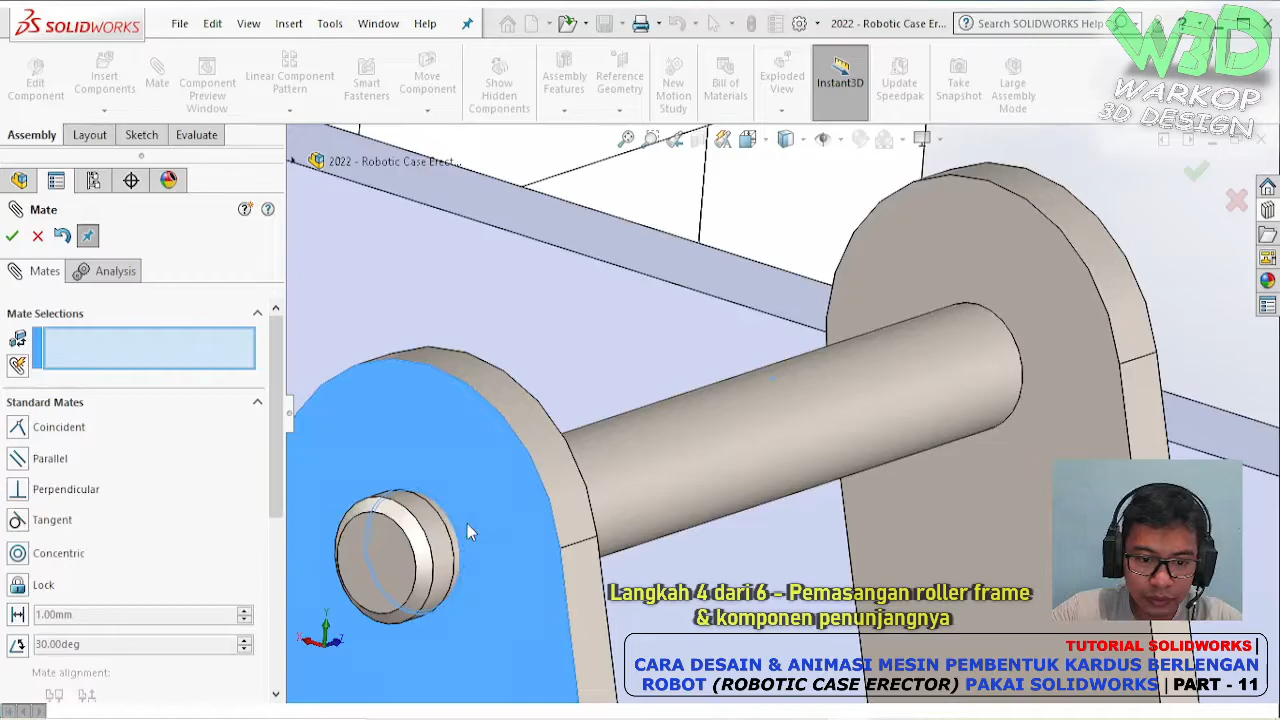 SOLIDWORKS
File Edit View Insert Tools Window Help
2022 - Robotic Case Er...
Search SOLIDWORKS Help
W3D
WARKOP
3D DESIGN
Edit Component
Insert Components
Mate
Component Preview Window
Linear Component Pattern
Smart Fasteners
Move Component
Show Hidden Components
Assembly Features
Reference Geometry
New Motion Study
Bill of Materials
Exploded View
Instant3D
Update Speedpak
Take Snapshot
Large Assembly Mode
Assembly Layout Sketch Evaluate
2022 - Robotic Case Erect...
Mate
Mates Analysis
Mate Selections
Standard Mates
Coincident
Parallel
Perpendicular
Tangent
Concentric
Lock
1.00mm
30.00deg
Mate alignment:
Langkah 4 dari 6 - Pemasangan roller frame
& komponen penunjangnya
TUTORIAL SOLIDWORKS |
CARA DESAIN & ANIMASI MESIN PEMBENTUK KARDUS BERLENGAN
ROBOT (ROBOTIC CASE ERECTOR) PAKAI SOLIDWORKS | PART - 11